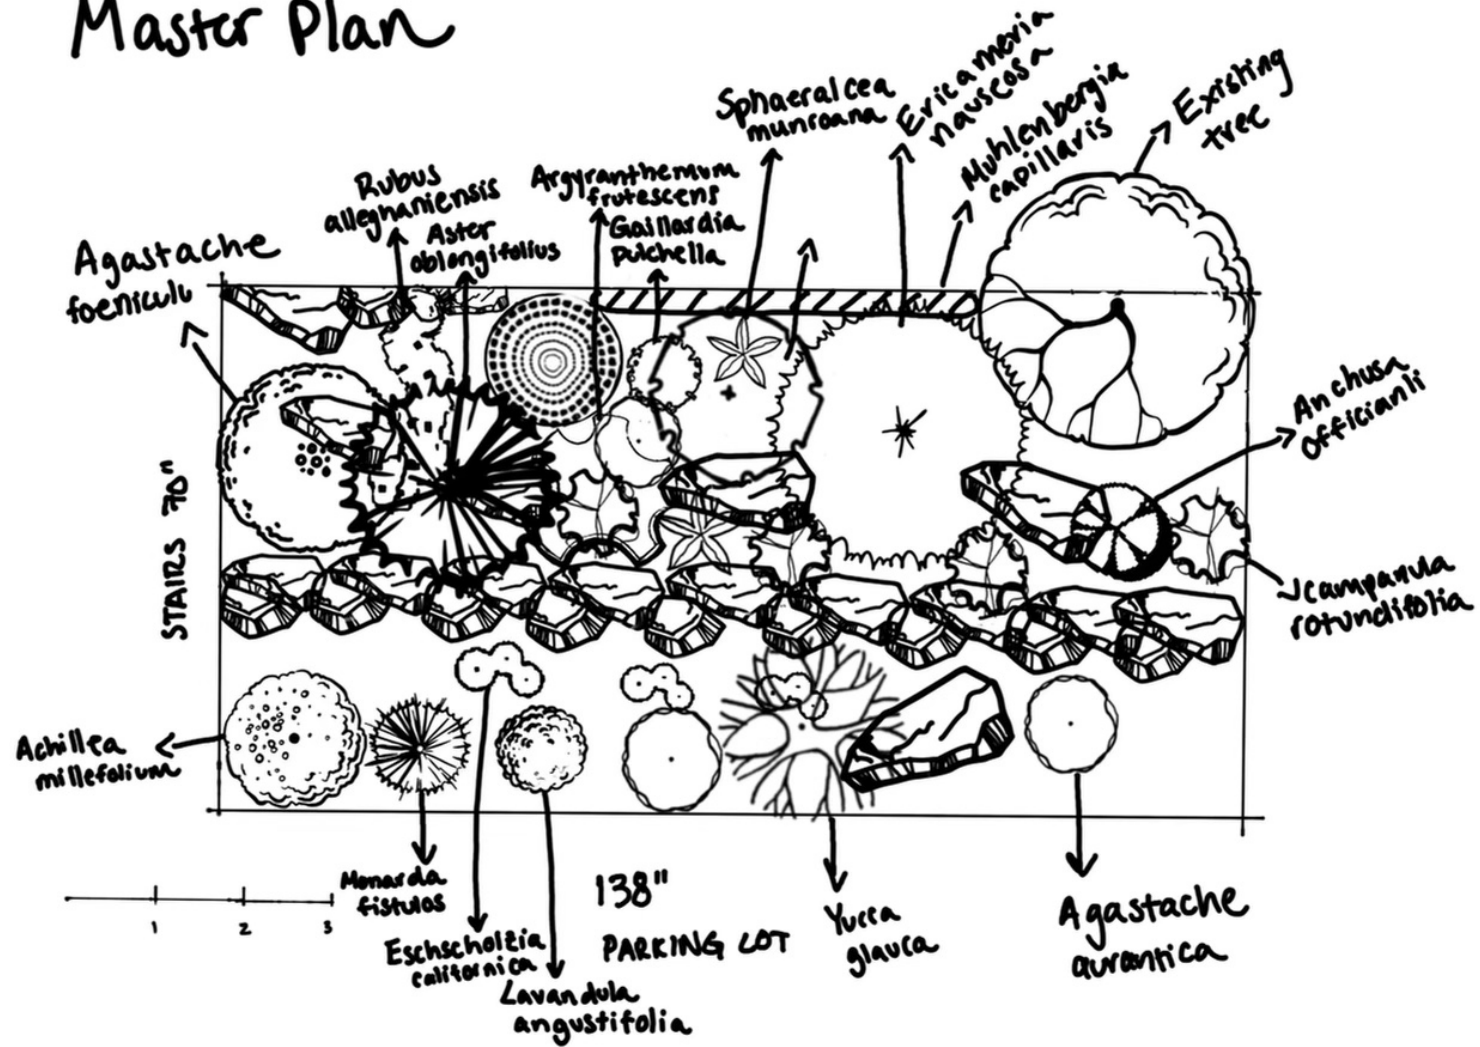 Master Plan
Sphaeralcea
munroana
Ericameria
nauseosa
Muhlenbergia
capillaris
Existing
tree
Rubus
alleghaniensis
Aster
oblongifolius
Argyranthemum
frutescens
Gaillardia
Pulchella
Agastache
foeniculu
Anchusa
officianli
STAIRS 70"
campanula
rotundifolia
Achillea
millefolium
Monarda
fistulos
Eschscholzia
californica
Lavandula
angustifolia
138"
PARKING LOT
Yucca
glauca
Agastache
aurantica
1 2 3